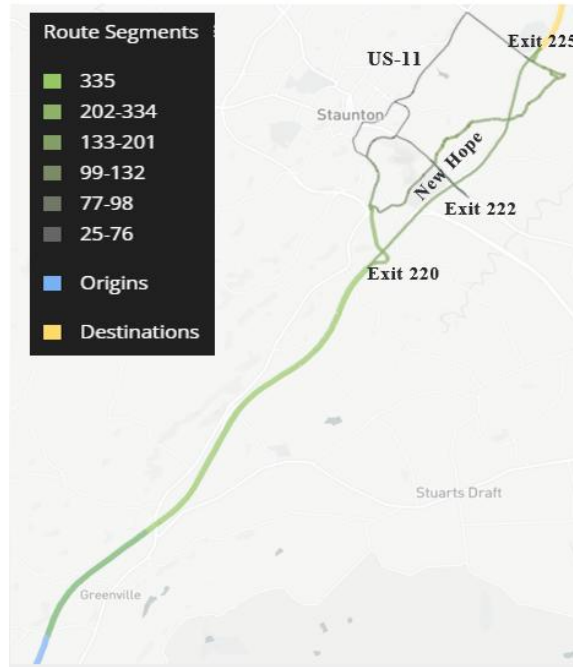 Route Segments
335
202-334
133-201
99-132
77-98
25-76
Origins
Destinations
Exit 225
US-11
Staunton
New Hope
Exit 222
Exit 220
Stuarts Draft
Greenville